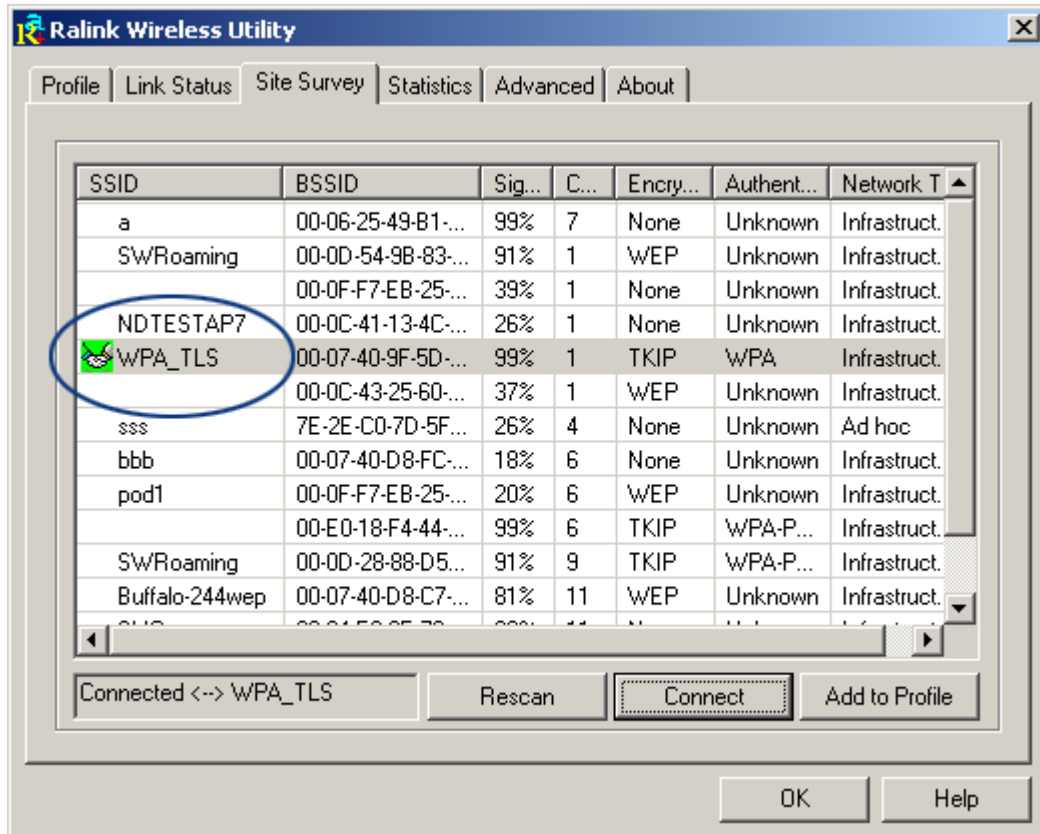 Ralink Wireless Utility
Profile Link Status Site Survey Statistics Advanced About
SSID BSSID Sig... C... Encry... Authent... Network T
a 00-06-25-49-B1-... 99% 7 None Unknown Infrastruct.
SWRoaming 00-0D-54-9B-83-... 91% 1 WEP Unknown Infrastruct.
00-0F-F7-EB-25-... 39% 1 None Unknown Infrastruct.
NDTESTAP7 00-0C-41-13-4C-... 26% 1 None Unknown Infrastruct.
WPA_TLS 00-07-40-9F-5D-... 99% 1 TKIP WPA Infrastruct.
00-0C-43-25-60-... 37% 1 WEP Unknown Infrastruct.
sss 7E-2E-C0-7D-5F... 26% 4 None Unknown Ad hoc
bbb 00-07-40-D8-FC-... 18% 6 None Unknown Infrastruct.
pod1 00-0F-F7-EB-25-... 20% 6 WEP Unknown Infrastruct.
00-E0-18-F4-44-... 99% 6 TKIP WPA-P... Infrastruct.
SWRoaming 00-0D-28-88-D5... 91% 9 TKIP WPA-P... Infrastruct.
Buffalo-244wep 00-07-40-D8-C7-... 81% 11 WEP Unknown Infrastruct.
Connected <--> WPA_TLS Rescan Connect Add to Profile
OK Help